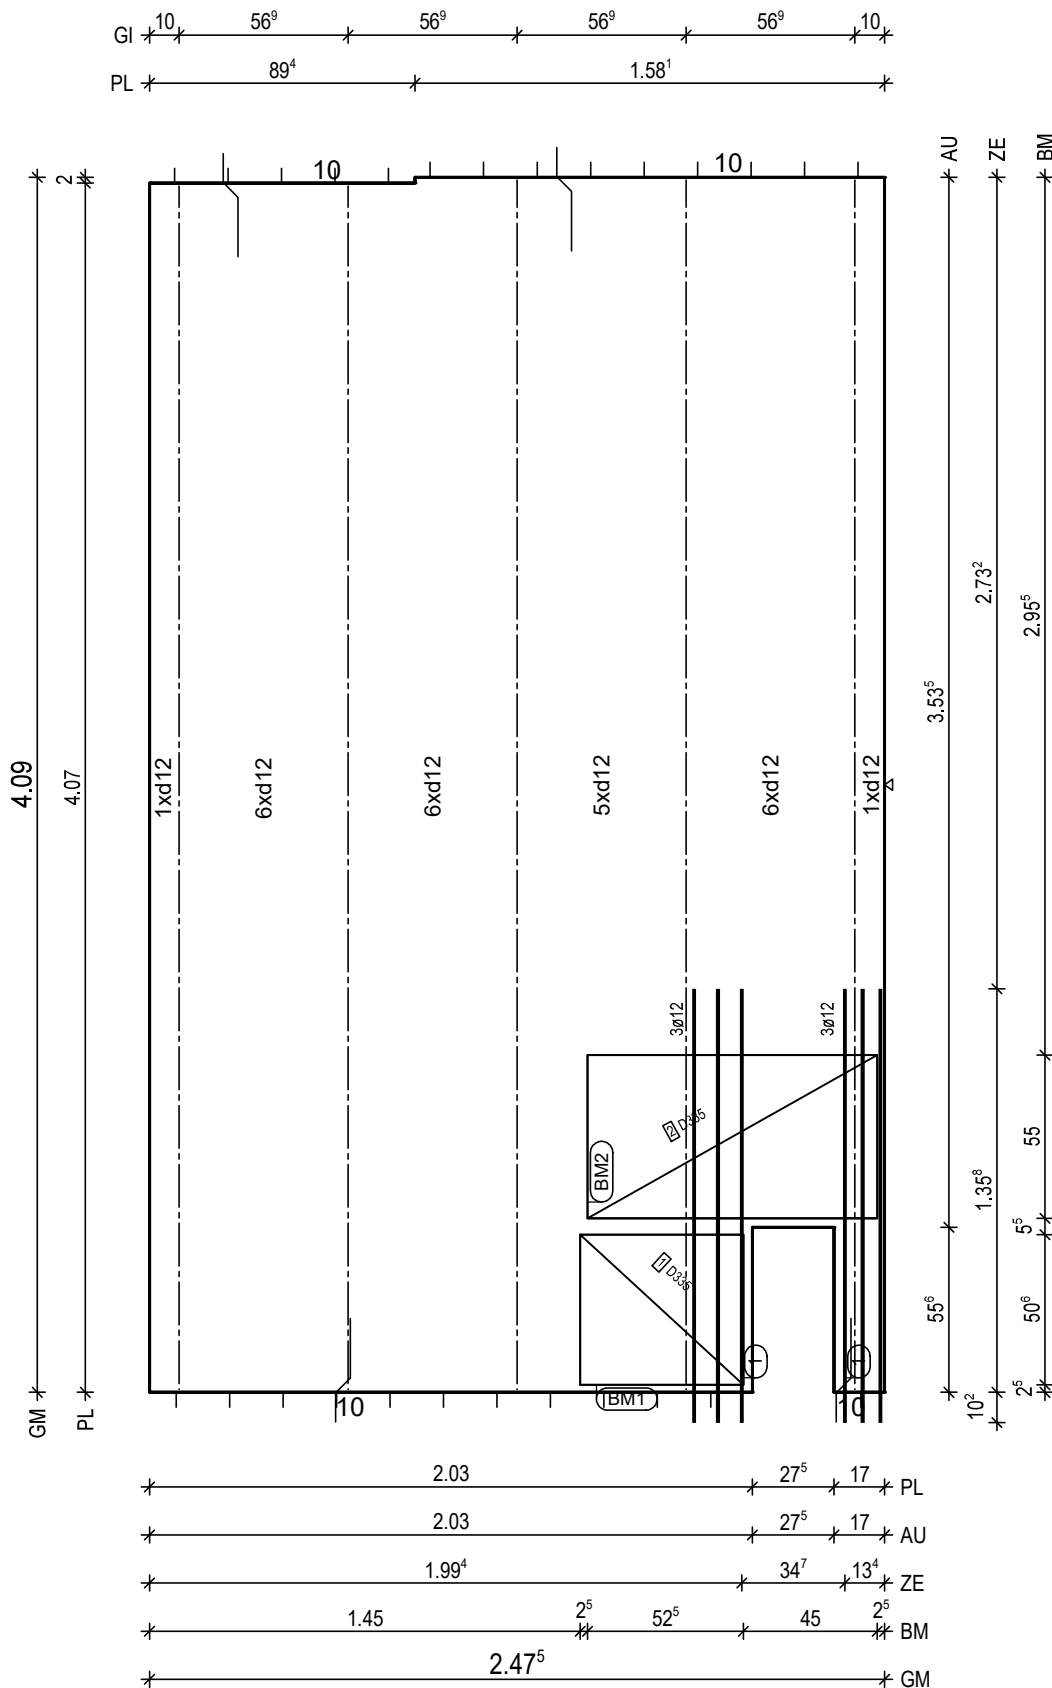 GI 10 56⁹ 56⁹ 56⁹ 56⁹ 10
PL 89⁴ 1.58¹
AU ZE BM
2
10 10
4.09
4.07
1xd12 6xd12 6xd12 5xd12 6xd12 1xd12
3.53⁵
2.73²
2.95⁵
3ø12 3ø12
2 D335
BM2
1 D335
55
1.35⁸
5⁵
55⁶
50⁶
1 1
BM1
10 10
10²
2⁵
GM PL
2.03 27⁵ 17 PL
2.03 27⁵ 17 AU
1.99⁴ 34⁷ 13⁴ ZE
1.45 2⁵ 52⁵ 45 2⁵ BM
2.47⁵ GM